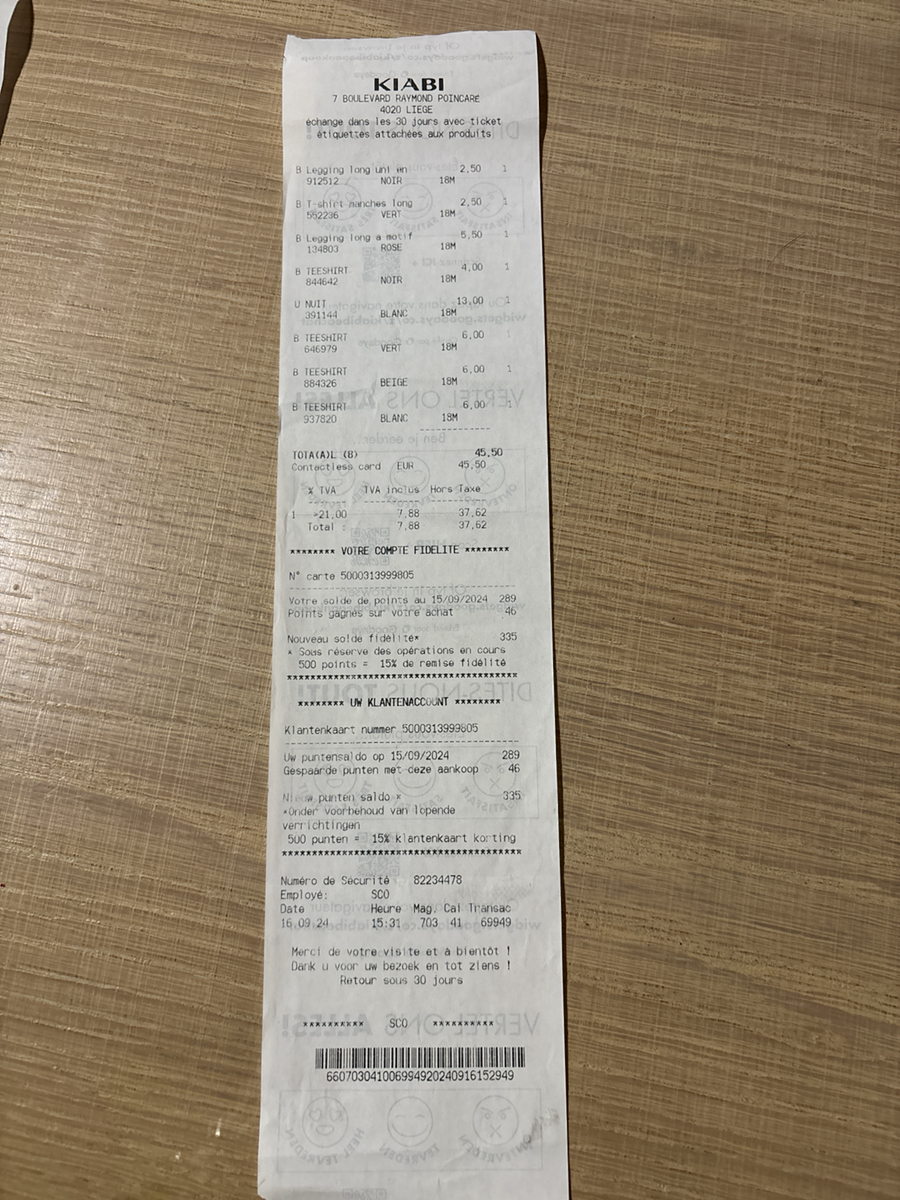 KIABI
7 BOULEVARD RAYMOND POINCARE
4020 LIEGE
échange dans les 30 jours avec ticket
étiquettes attachées aux produits
B Legging long uni en 2,50 1
912512 NOIR 18M
B T-shirt manches long 2,50 1
552236 VERT 18M
B Legging long a motif 5,50 1
134803 ROSE 18M
B TEESHIRT 4,00 1
844642 NOIR 18M
U NUIT 13,00 1
391144 BLANC 18M
B TEESHIRT 6,00 1
646979 VERT 18M
B TEESHIRT 6,00 1
884326 BEIGE 18M
B TEESHIRT 6,00 1
937820 BLANC 18M
------------
TOTA(A)L (8) 45,50
Contactless card EUR 45,50
% TVA TVA inclus Hors Taxe
1 *21,00 7,88 37,62
Total : 7,88 37,62
******** VOTRE COMPTE FIDELITE ********
N° carte 5000313999805
Votre solde de points au 15/09/2024 289
Points gagnés sur votre achat 46
Nouveau solde fidélité* 335
* Sous réserve des opérations en cours
500 points = 15% de remise fidélité
****************************************
******** UW KLANTENACCOUNT ********
Klantenkaart nummer 5000313999805
Uw puntensaldo op 15/09/2024 289
Gespaarde punten met deze aankoop 46
Nieuw punten saldo * 335
*Onder voorbehoud van lopende
verrichtingen
500 punten = 15% klantenkaart korting
****************************************
Numéro de Sécurité 82234478
Employé: SCO
Date Heure Mag. Cai Transac
16.09.24 15:31 703 41 69949
Merci de votre visite et à bientôt !
Dank u voor uw bezoek en tot ziens !
Retour sous 30 jours
********** SCO **********
660703041006994920240916152949